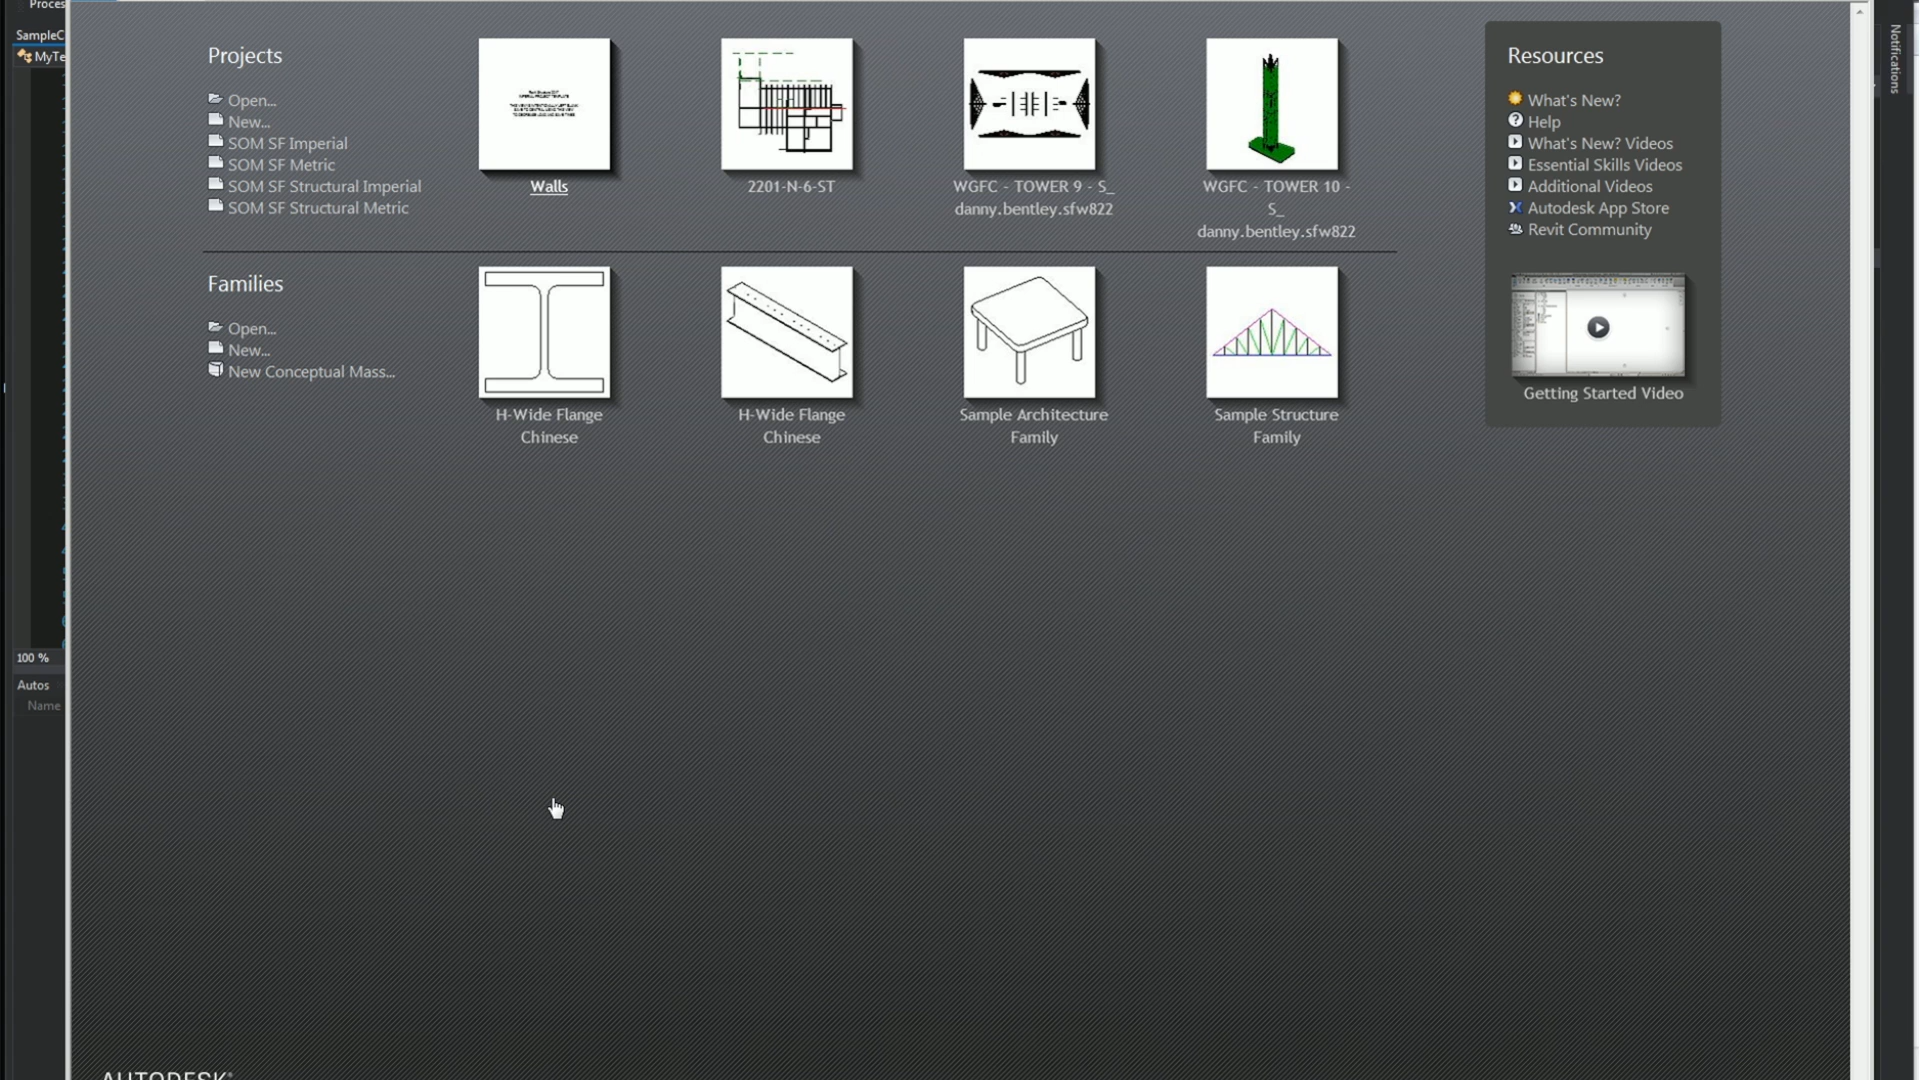 Proces
SampleC
MyTe
Projects
Open...
New...
SOM SF Imperial
SOM SF Metric
SOM SF Structural Imperial
SOM SF Structural Metric
Walls
2201-N-6-ST
WGFC - TOWER 9 - S_
danny.bentley.sfw822
WGFC - TOWER 10 -
S_
danny.bentley.sfw822
Resources
What's New?
Help
What's New? Videos
Essential Skills Videos
Additional Videos
Autodesk App Store
Revit Community
Getting Started Video
Notifications
Families
Open...
New...
New Conceptual Mass...
H-Wide Flange
Chinese
H-Wide Flange
Chinese
Sample Architecture
Family
Sample Structure
Family
100 %
Autos
Name
AUTODESK